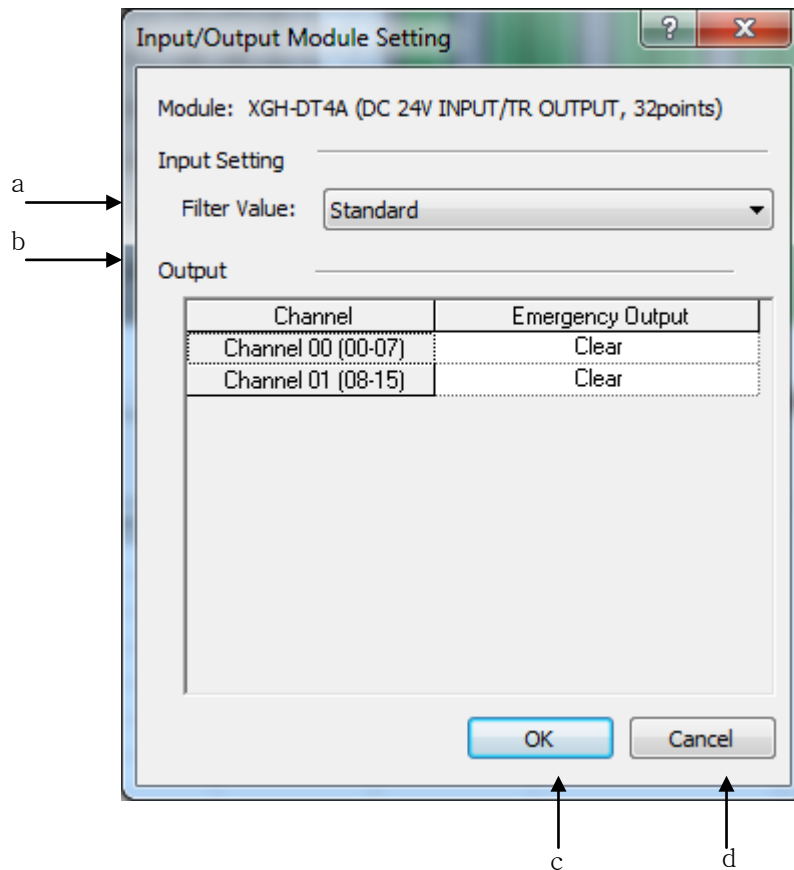 Input/Output Module Setting
?
X
Module: XGH-DT4A (DC 24V INPUT/TR OUTPUT, 32points)
Input Setting
a
Filter Value: Standard
b
Output
Channel Emergency Output
Channel 00 (00-07) Clear
Channel 01 (08-15) Clear
OK Cancel
c d